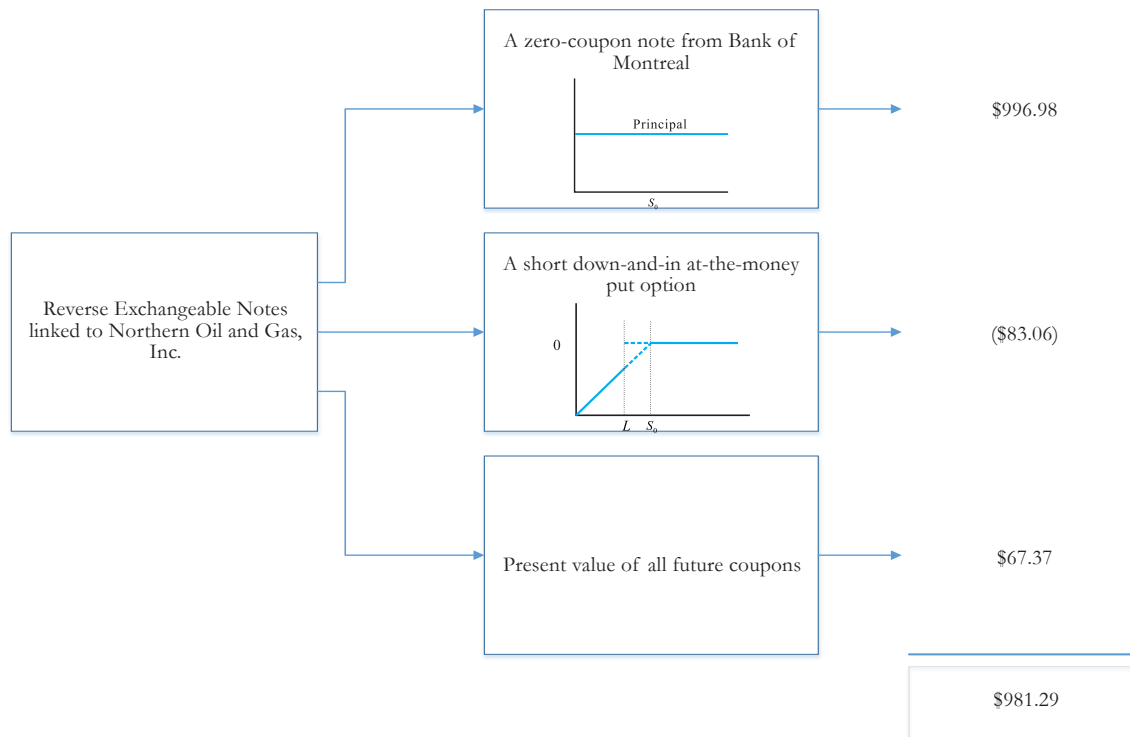 A zero-coupon note from Bank of
Montreal
Principal
S₀
$996.98
Reverse Exchangeable Notes
linked to Northern Oil and Gas,
Inc.
A short down-and-in at-the-money
put option
0
L S₀
($83.06)
Present value of all future coupons
$67.37
$981.29